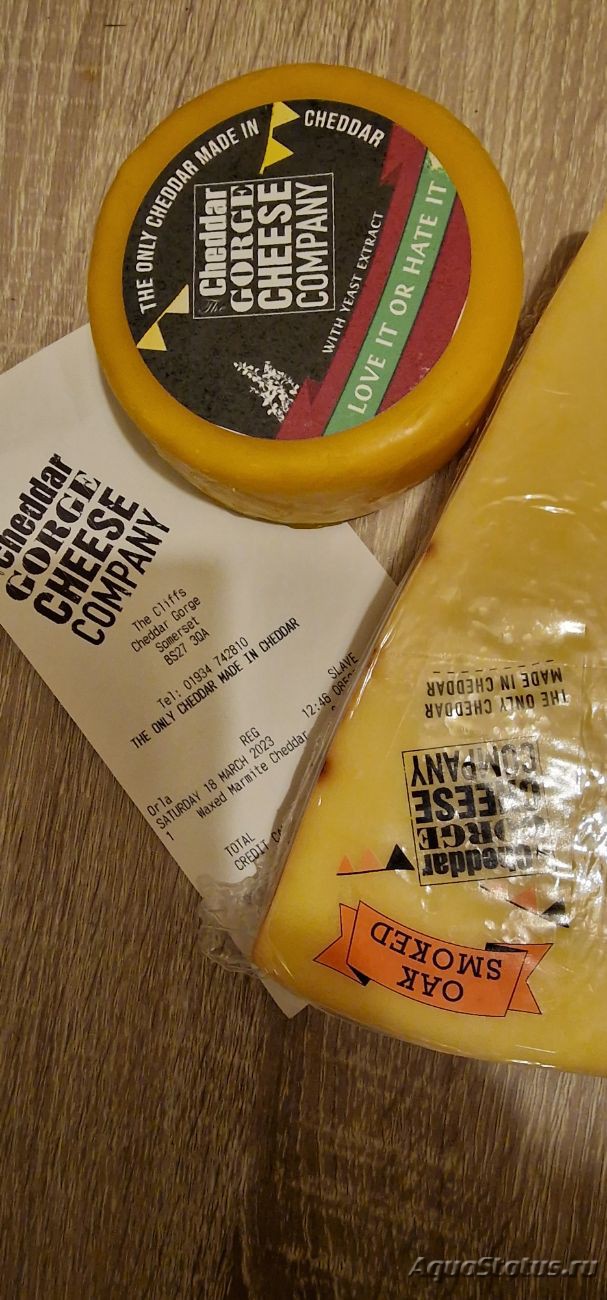 THE ONLY CHEDDAR MADE IN CHEDDAR
The Cheddar
GORGE
CHEESE
COMPANY
WITH YEAST EXTRACT
LOVE IT OR HATE IT
Cheddar
GORGE
CHEESE
COMPANY
The Cliffs
Cheddar Gorge
Somerset
BS27 3QA
Tel: 01934 742810
THE ONLY CHEDDAR MADE IN CHEDDAR
REG
SLAVE
Orla
12:46
SATURDAY 18 MARCH 2023
1 Waxed Marmite Cheddar
TOTAL
CREDIT
OAK
SMOKED
Cheddar
GORGE
CHEESE
COMPANY
THE ONLY CHEDDAR
MADE IN CHEDDAR
AquaStatus.ru